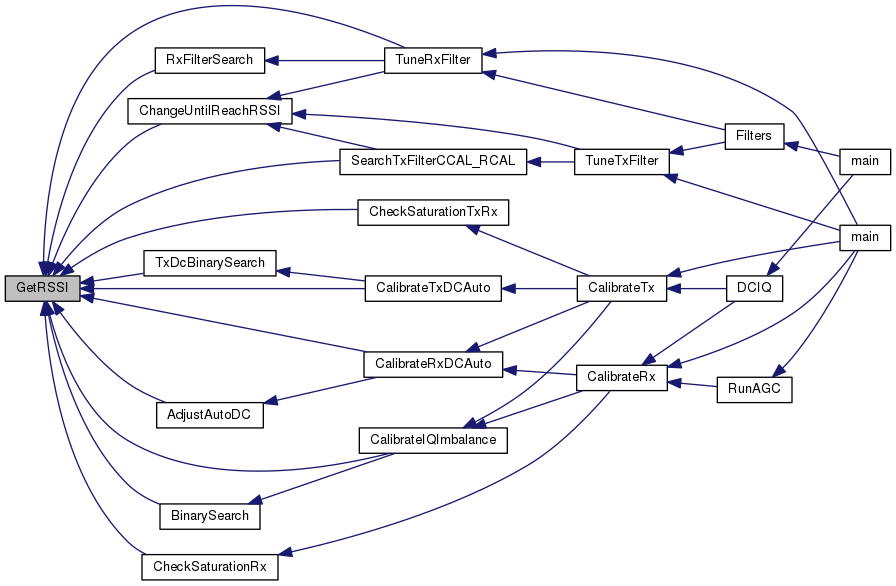 RxFilterSearch
TuneRxFilter
ChangeUntilReachRSSI
Filters
SearchTxFilterCCAL_RCAL
TuneTxFilter
main
CheckSaturationTxRx
main
TxDcBinarySearch
GetRSSI
CalibrateTxDCAuto
CalibrateTx
DCIQ
CalibrateRxDCAuto
CalibrateRx
RunAGC
AdjustAutoDC
CalibrateIQImbalance
BinarySearch
CheckSaturationRx